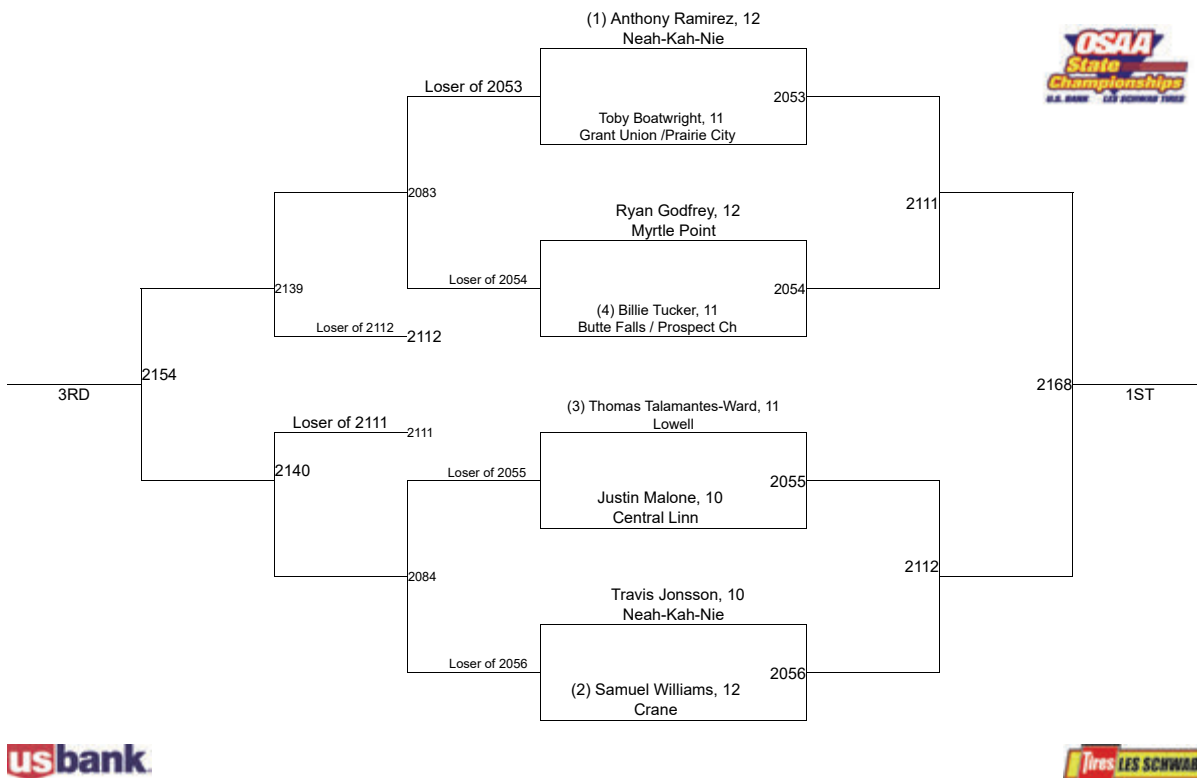 (1) Anthony Ramirez, 12
Neah-Kah-Nie
OSAA
State
Championships
U.S. BANK LES SCHWAB TIRES
Loser of 2053
2053
Toby Boatwright, 11
Grant Union /Prairie City
2083
2111
Ryan Godfrey, 12
Myrtle Point
Loser of 2054
2054
2139
(4) Billie Tucker, 11
Butte Falls / Prospect Ch
Loser of 2112
2112
2154
2168
3RD
1ST
(3) Thomas Talamantes-Ward, 11
Lowell
Loser of 2111
2111
2140
Loser of 2055
2055
Justin Malone, 10
Central Linn
2084
2112
Travis Jonsson, 10
Neah-Kah-Nie
Loser of 2056
2056
(2) Samuel Williams, 12
Crane
usbank
Tires LES SCHWAB